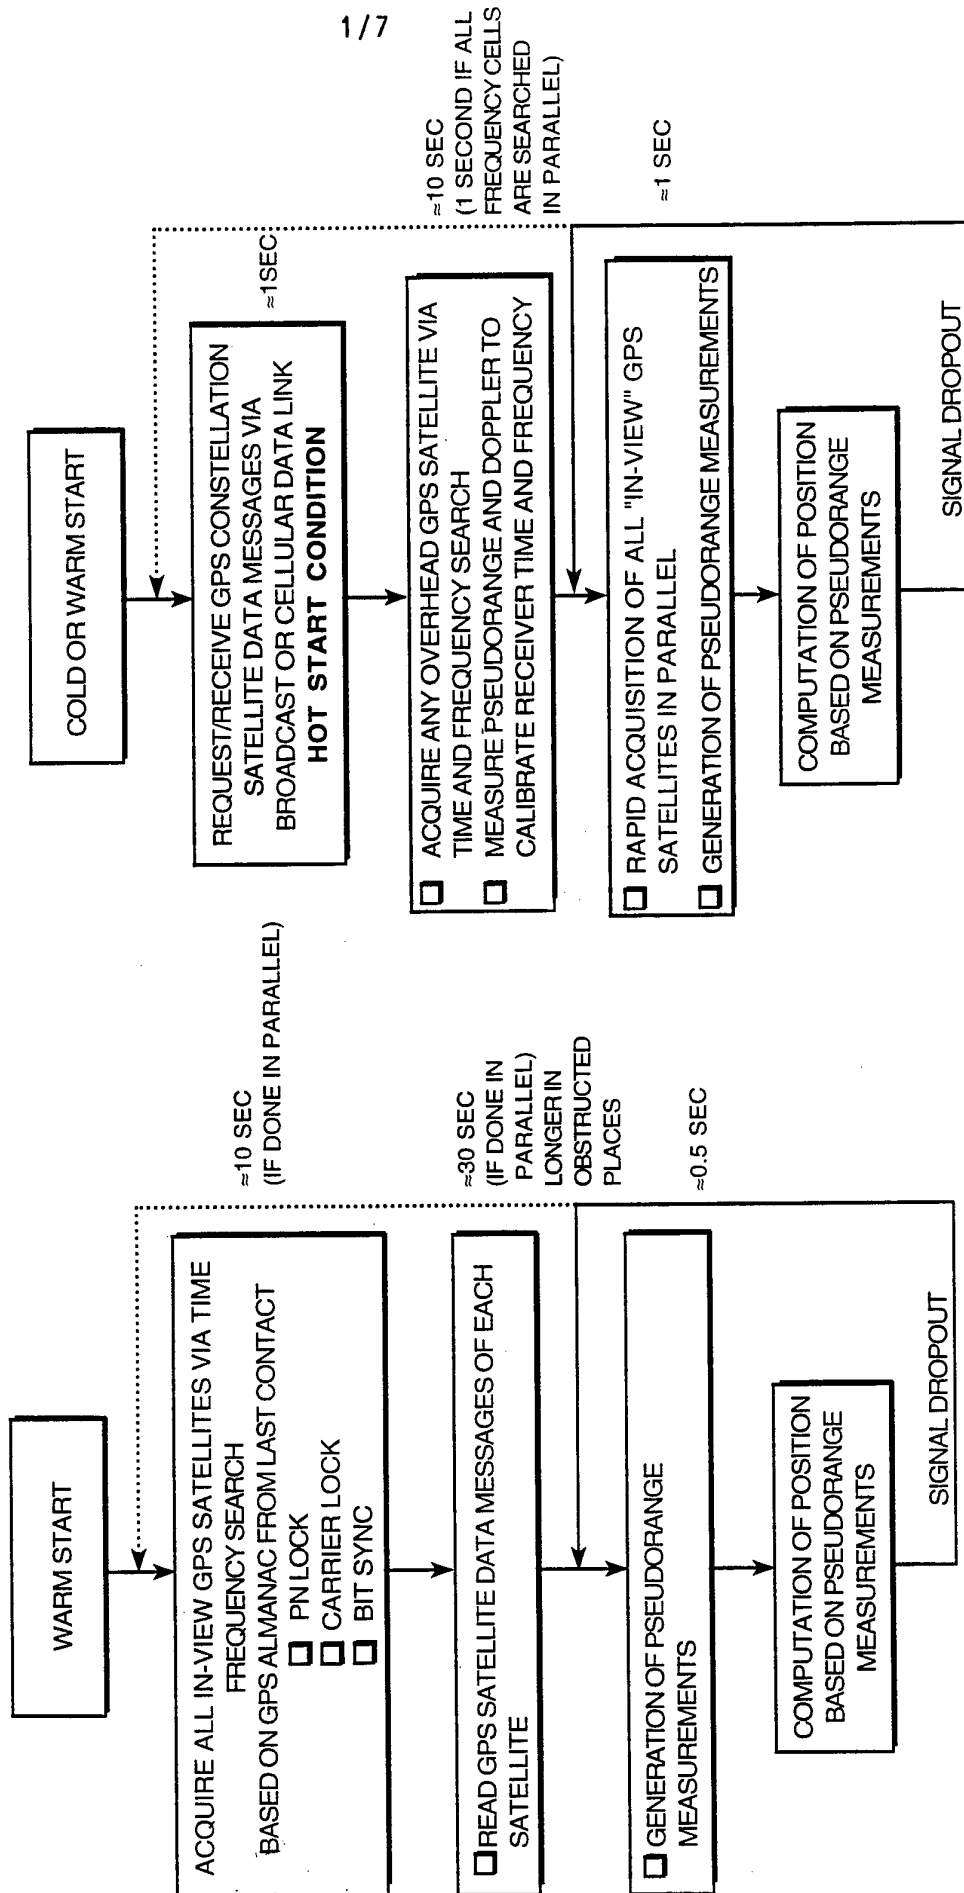 1/7
WARM START
ACQUIRE ALL IN-VIEW GPS SATELLITES VIA TIME
FREQUENCY SEARCH
BASED ON GPS ALMANAC FROM LAST CONTACT
PN LOCK
CARRIER LOCK
BIT SYNC
≈10 SEC
(IF DONE IN PARALLEL)
READ GPS SATELLITE DATA MESSAGES OF EACH
SATELLITE
≈30 SEC
(IF DONE IN
PARALLEL)
LONGER IN
OBSTRUCTED
PLACES
GENERATION OF PSEUDORANGE
MEASUREMENTS
≈0.5 SEC
COMPUTATION OF POSITION
BASED ON PSEUDORANGE
MEASUREMENTS
SIGNAL DROPOUT
COLD OR WARM START
REQUEST/RECEIVE GPS CONSTELLATION
SATELLITE DATA MESSAGES VIA
BROADCAST OR CELLULAR DATA LINK
HOT START CONDITION
≈1SEC
ACQUIRE ANY OVERHEAD GPS SATELLITE VIA
TIME AND FREQUENCY SEARCH
MEASURE PSEUDORANGE AND DOPPLER TO
CALIBRATE RECEIVER TIME AND FREQUENCY
≈10 SEC
(1 SECOND IF ALL
FREQUENCY CELLS
ARE SEARCHED
IN PARALLEL)
RAPID ACQUISITION OF ALL "IN-VIEW" GPS
SATELLITES IN PARALLEL
GENERATION OF PSEUDORANGE MEASUREMENTS
≈1 SEC
COMPUTATION OF POSITION
BASED ON PSEUDORANGE
MEASUREMENTS
SIGNAL DROPOUT